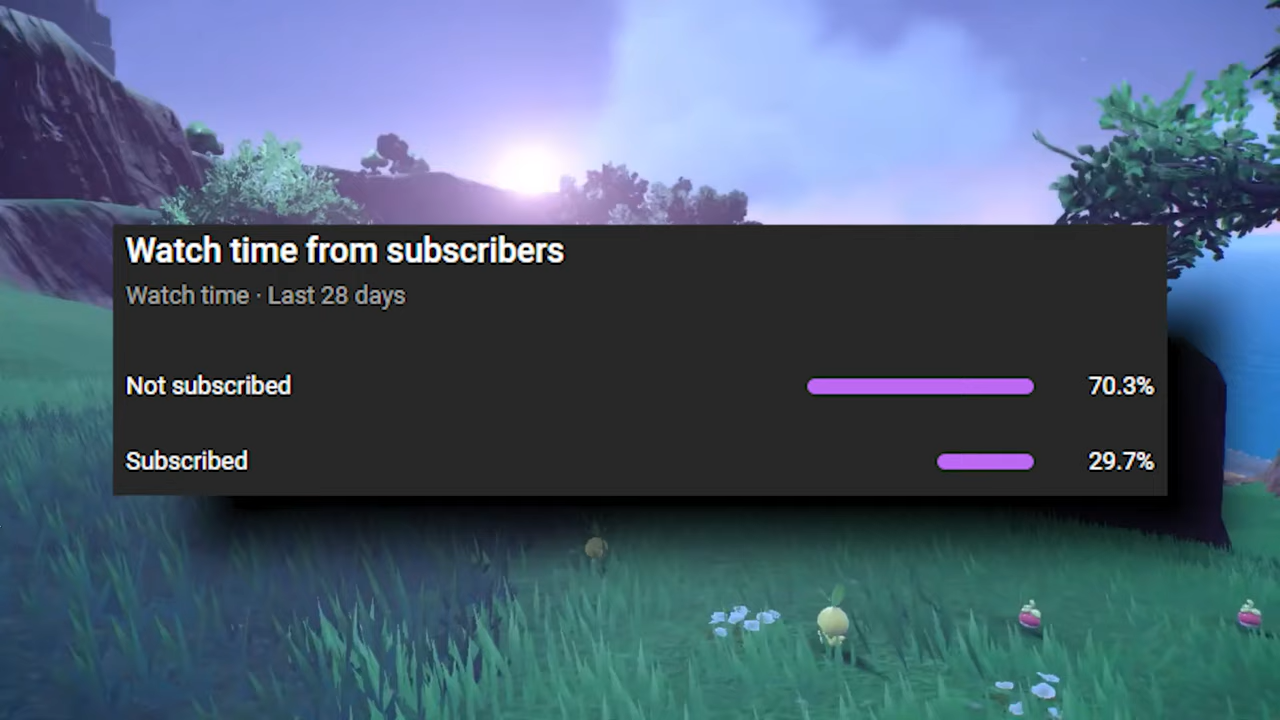 Watch time from subscribers
Watch time · Last 28 days
Not subscribed 70.3%
Subscribed 29.7%